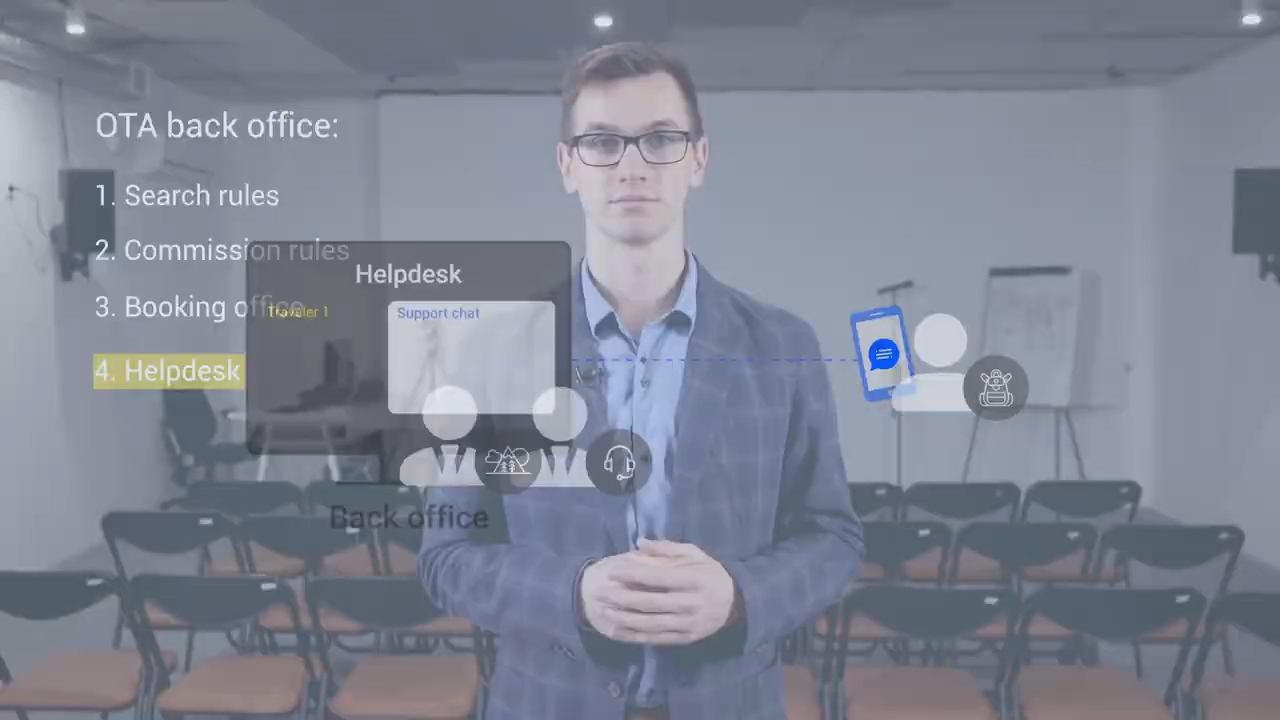 OTA back office:
1. Search rules
2. Commission rules
3. Booking office
4. Helpdesk
Helpdesk
Traveler 1
Support chat
Back office